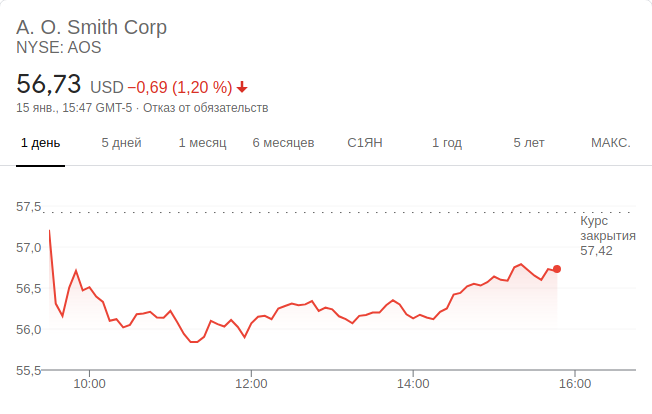 A. O. Smith Corp
NYSE: AOS
56,73 USD −0,69 (1,20 %)
15 янв., 15:47 GMT-5 · Отказ от обязательств
1 день 5 дней 1 месяц 6 месяцев С1ЯН 1 год 5 лет МАКС.
57,5
Курс
закрытия
57,42
57,0
56,5
56,0
55,5
10:00 12:00 14:00 16:00